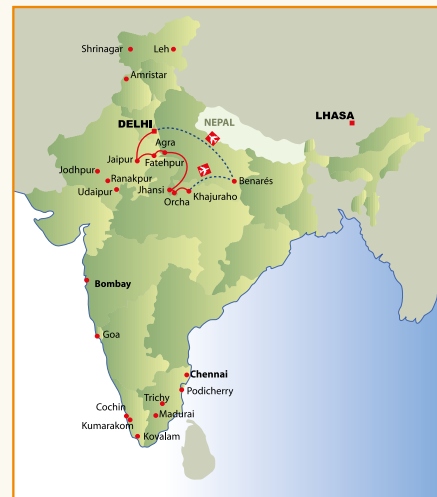 Shrinagar
Leh
Amristar
DELHI
NEPAL
LHASA
Agra
Jaipur
Fatehpur
Jodhpur
Ranakpur
Benarés
Udaipur
Jhansi
Khajuraho
Orcha
Bombay
Goa
Chennai
Podicherry
Trichy
Cochin
Madurai
Kumarakom
Kovalam